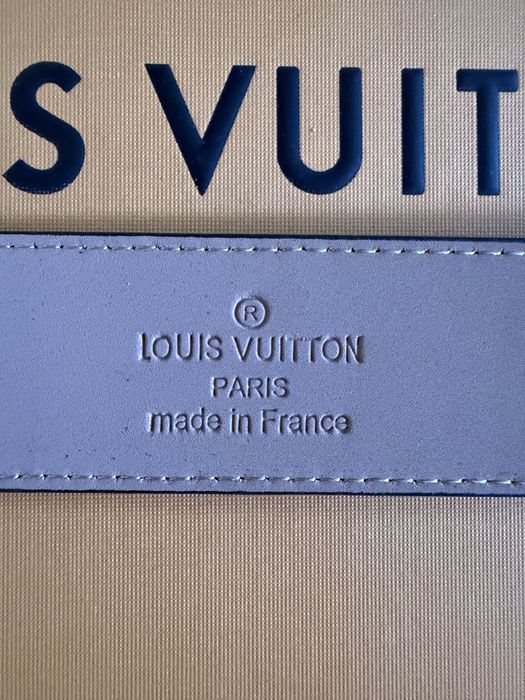 S VUIT
®
LOUIS VUITTON
PARIS
made in France